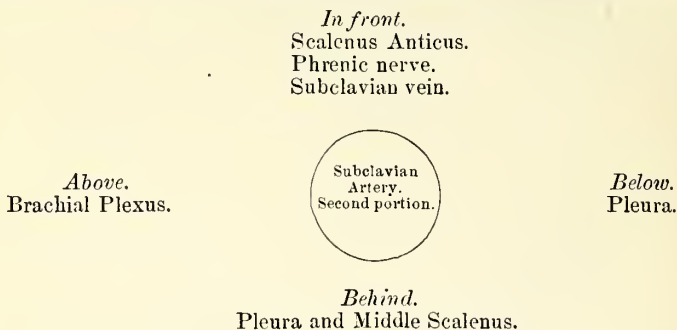 In front.
Scalenus Anticus.
Phrenic nerve.
Subclavian vein.
Above.
Brachial Plexus.
Subclavian
Artery.
Second portion.
Below.
Pleura.
Behind.
Pleura and Middle Scalenus.